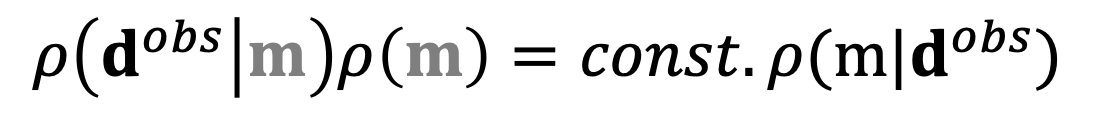 ρ(d^obs|m)ρ(m) = const. ρ(m|d^obs)